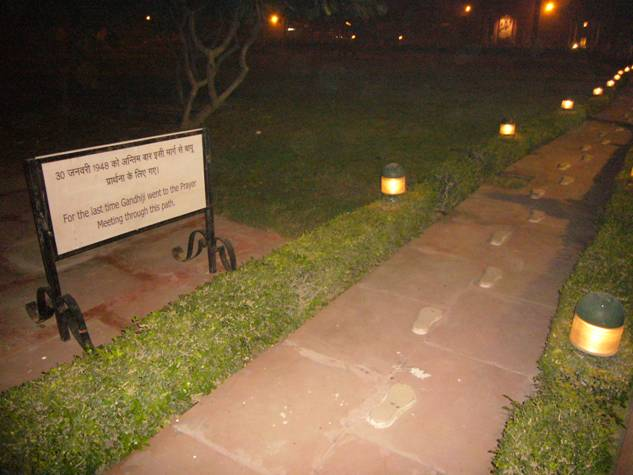 30 जनवरी 1948 को अन्तिम बार इसी मार्ग से बापू
प्रार्थना के लिए गए।
For the last time Gandhiji went to the Prayer
Meeting through this path.